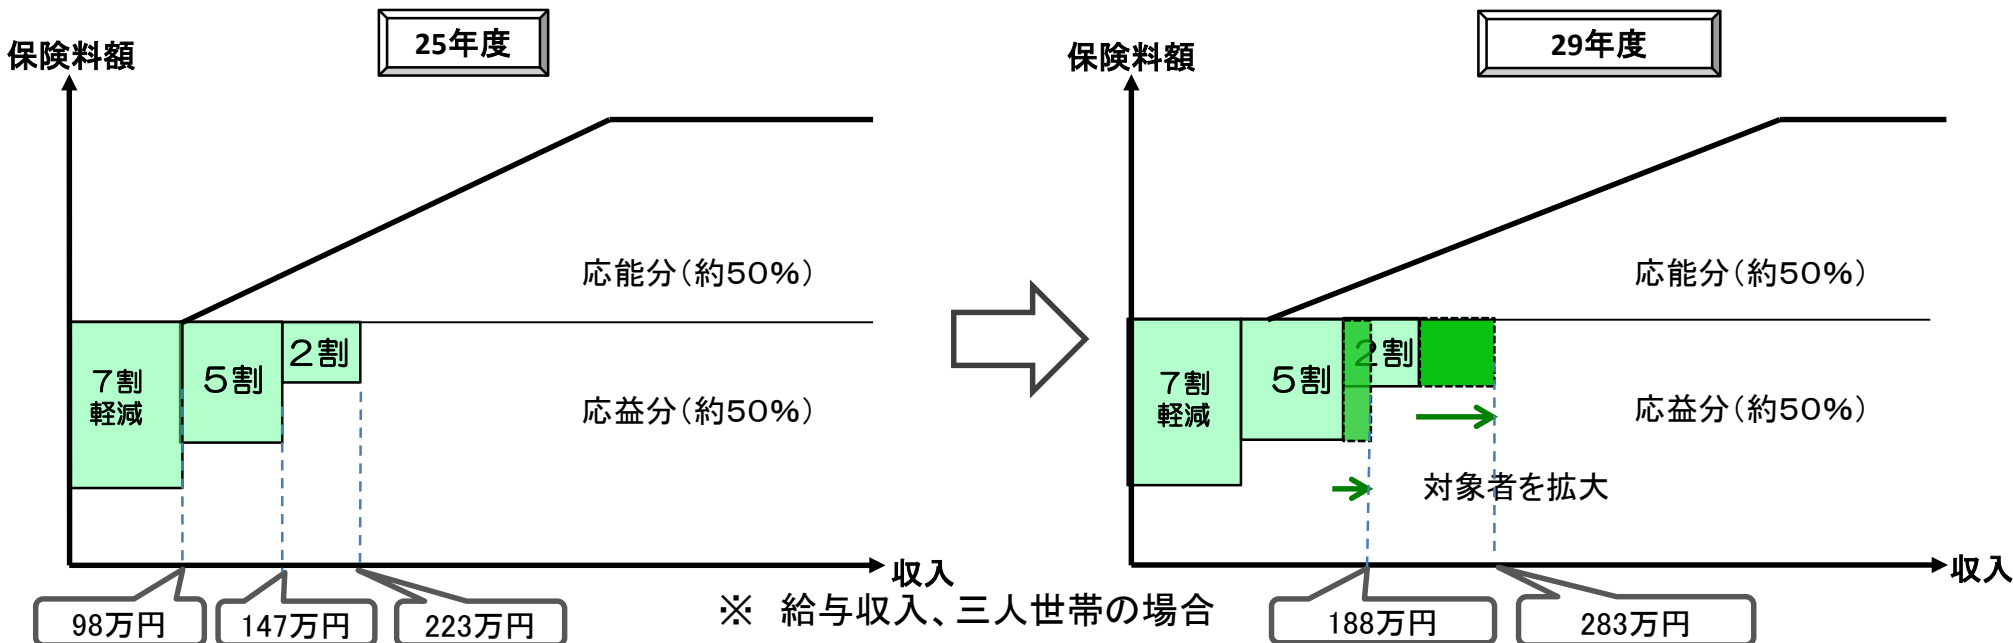 25年度
保険料額
応能分(約50%)
7割
軽減
5割
2割
応益分(約50%)
収入
98万円
147万円
223万円
29年度
保険料額
応能分(約50%)
7割
軽減
5割
2割
応益分(約50%)
対象者を拡大
収入
188万円
283万円
※ 給与収入、三人世帯の場合